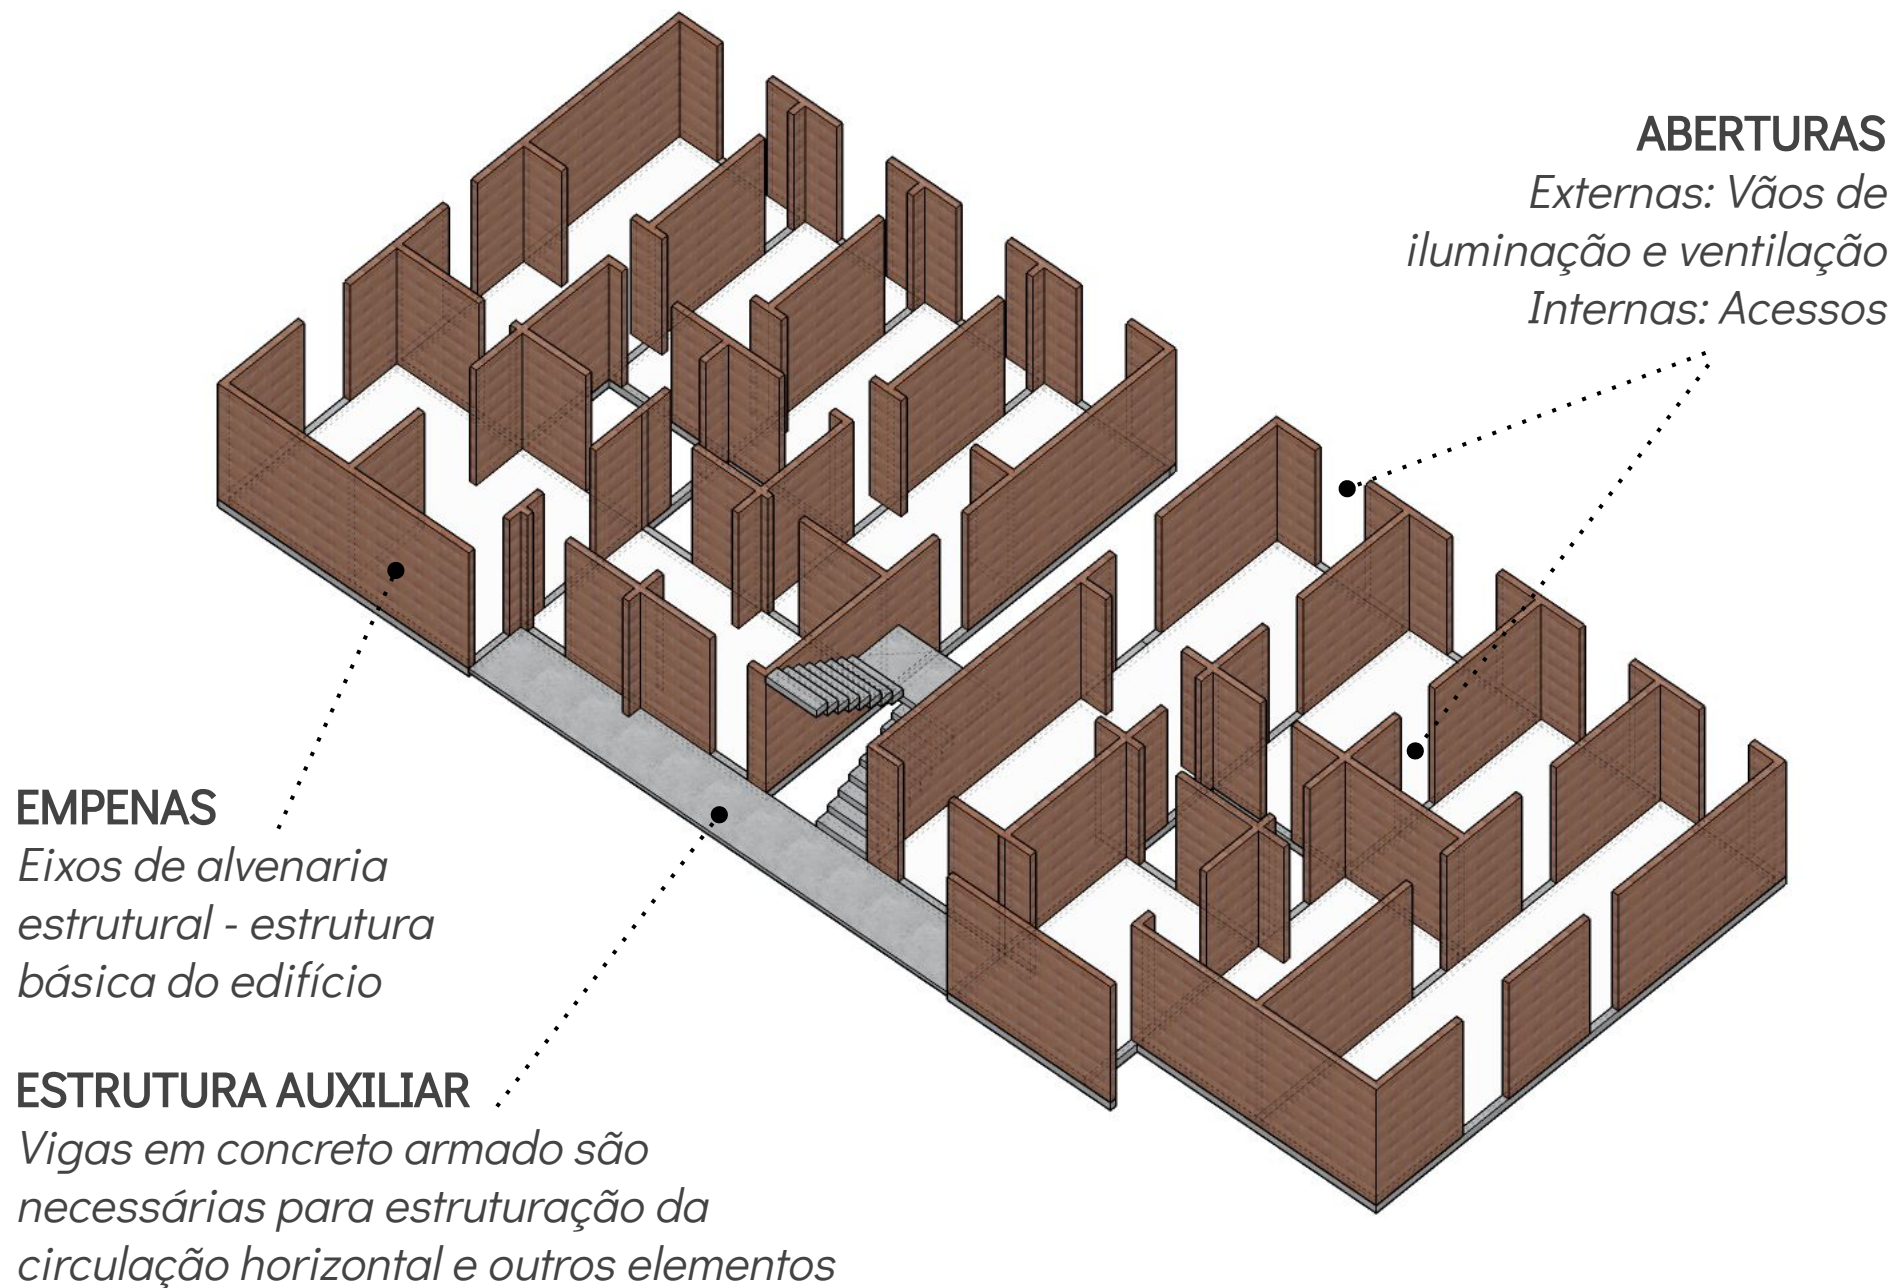 ABERTURAS
Externas: Vãos de
iluminação e ventilação
Internas: Acessos
EMPENAS
Eixos de alvenaria
estrutural - estrutura
básica do edifício
ESTRUTURA AUXILIAR
Vigas em concreto armado são
necessárias para estruturação da
circulação horizontal e outros elementos